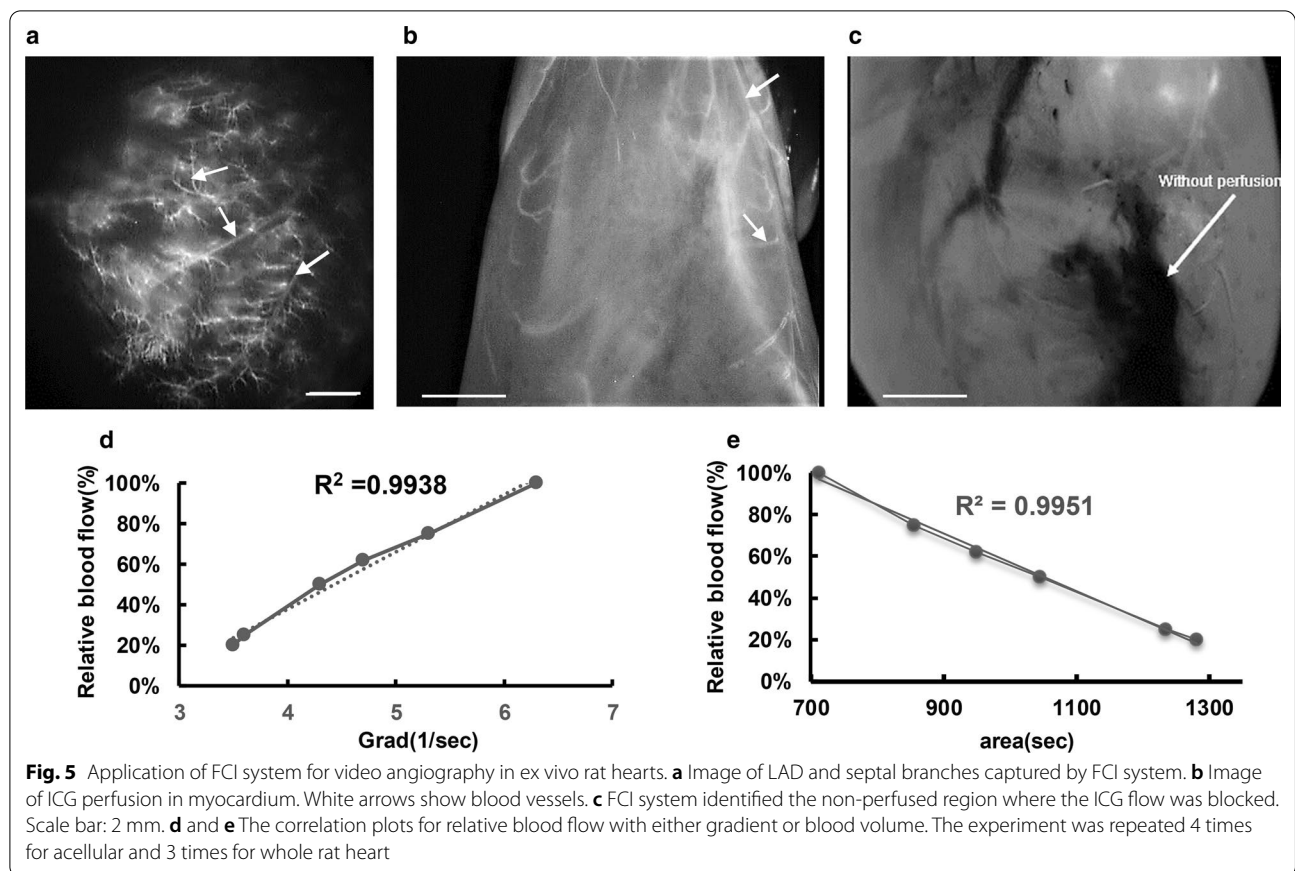 a
b
c
Without perfusion
d
R² =0.9938
Relative blood flow(%)
100%
80%
60%
40%
20%
0%
3 4 5 6 7
Grad(1/sec)
e
R² = 0.9951
Relative blood flow(%)
100%
80%
60%
40%
20%
0%
700 900 1100 1300
area(sec)
Fig. 5 Application of FCI system for video angiography in ex vivo rat hearts. a Image of LAD and septal branches captured by FCI system. b Image
of ICG perfusion in myocardium. White arrows show blood vessels. c FCI system identified the non-perfused region where the ICG flow was blocked.
Scale bar: 2 mm. d and e The correlation plots for relative blood flow with either gradient or blood volume. The experiment was repeated 4 times
for acellular and 3 times for whole rat heart